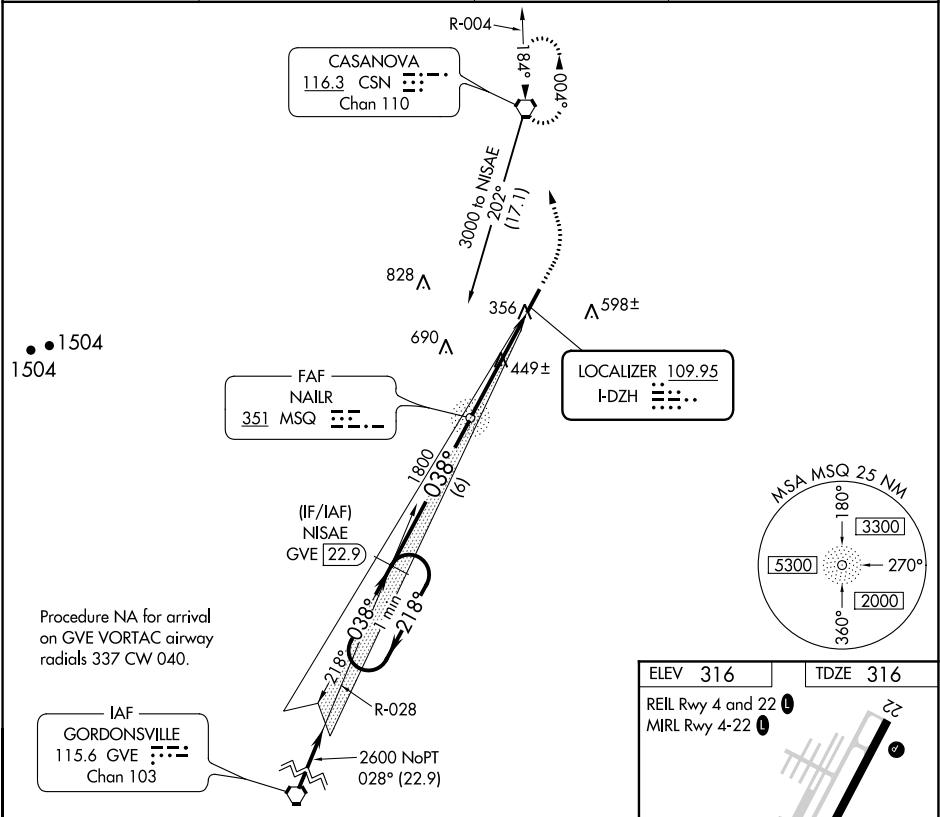 R-004
184°
004°
CASANOVA
116.3 CSN
Chan 110
3000 to NISAE
202°
(17.1)
828
356
598±
690
449±
1504
1504
FAF
NAILR
351 MSQ
LOCALIZER 109.95
I-DZH
1800
038°
(6)
(IF/IAF)
NISAE
GVE 22.9
038°
1 min
218°
218°
R-028
MSA MSQ 25 NM
180°
3300
5300
270°
2000
360°
Procedure NA for arrival
on GVE VORTAC airway
radials 337 CW 040.
IAF
GORDONSVILLE
115.6 GVE
Chan 103
2600 NoPT
028° (22.9)
ELEV 316
TDZE 316
REIL Rwy 4 and 22 L
MIRL Rwy 4-22 L
22
P